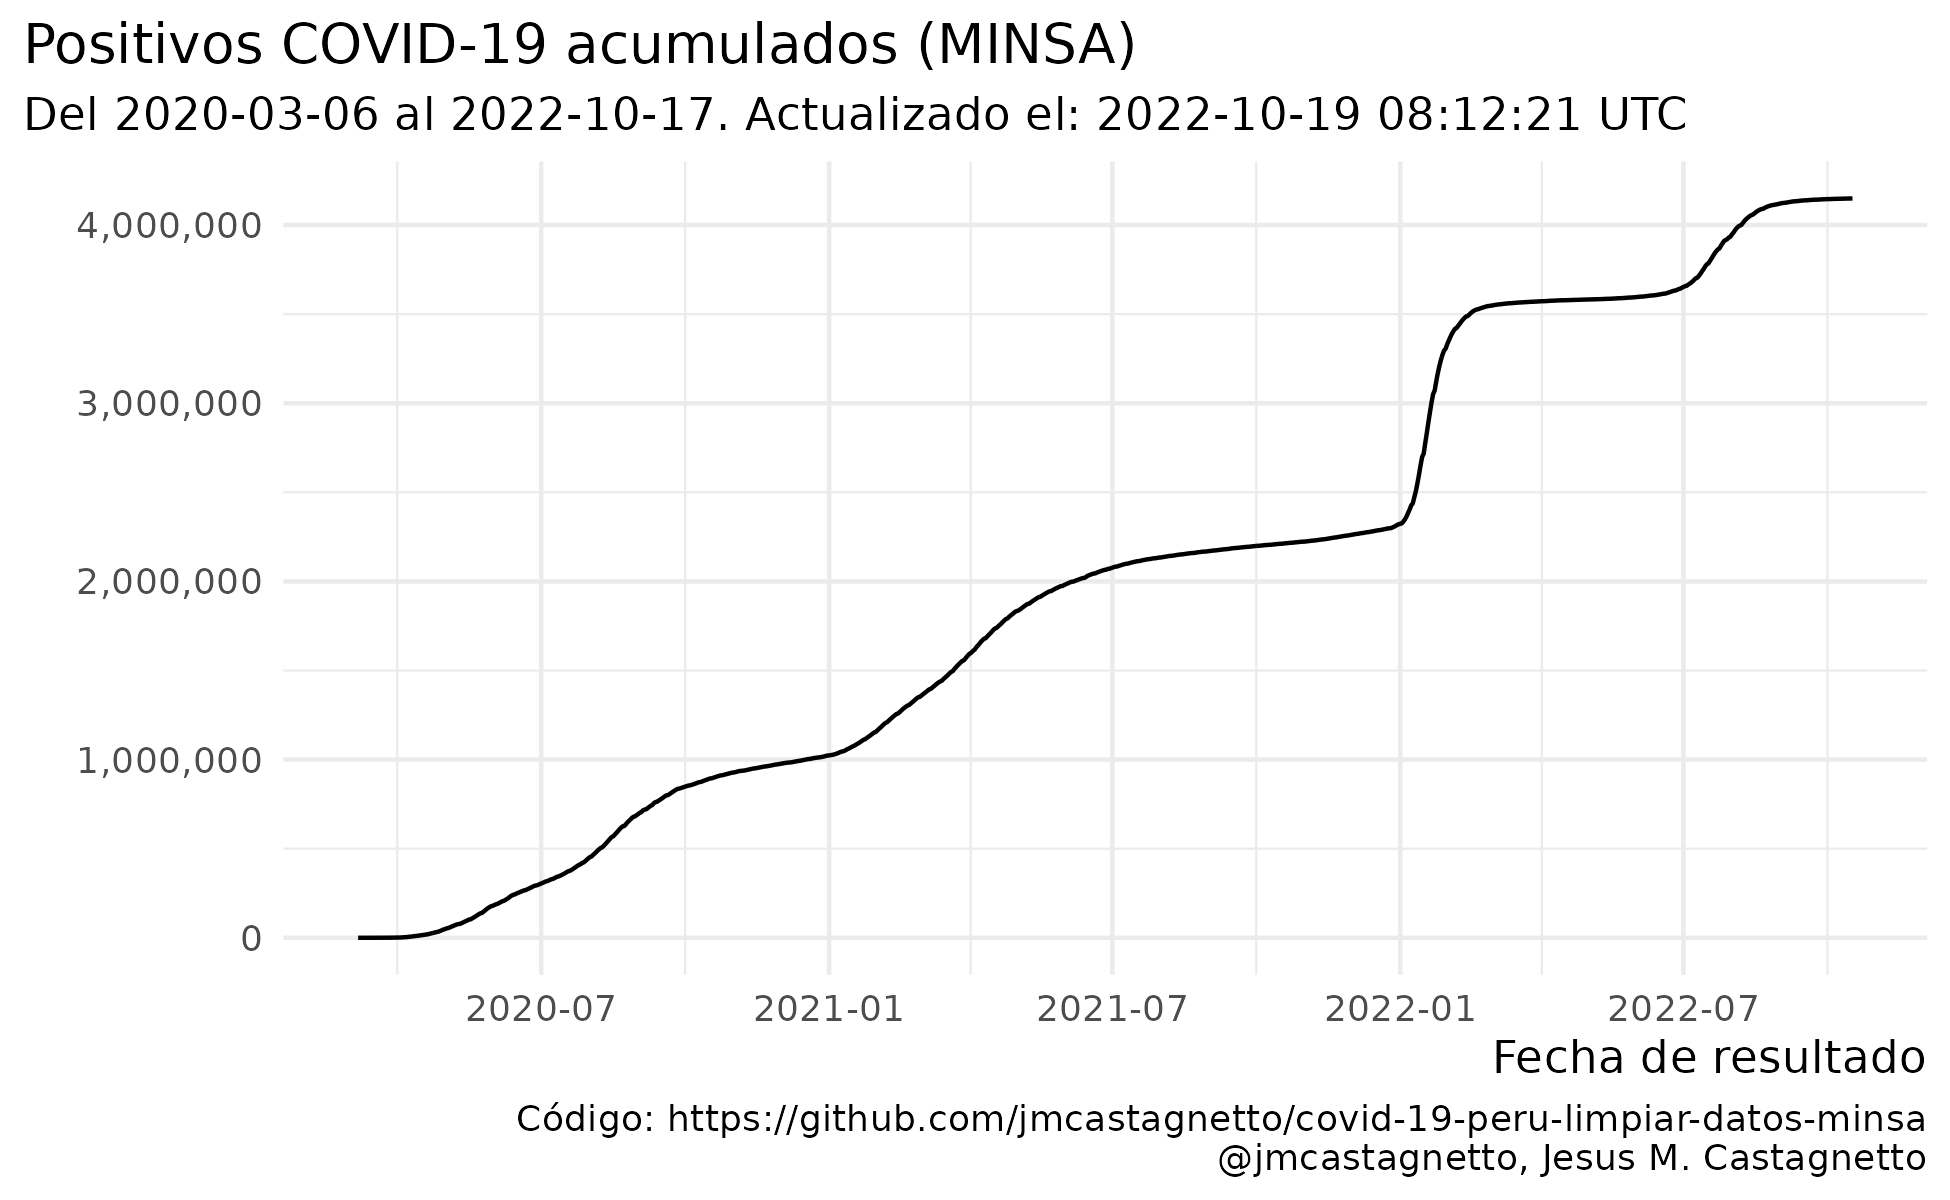 Positivos COVID-19 acumulados (MINSA)
Del 2020-03-06 al 2022-10-17. Actualizado el: 2022-10-19 08:12:21 UTC
4,000,000
3,000,000
2,000,000
1,000,000
0
2020-07 2021-01 2021-07 2022-01 2022-07
Fecha de resultado
Código: https://github.com/jmcastagnetto/covid-19-peru-limpiar-datos-minsa
@jmcastagnetto, Jesus M. Castagnetto